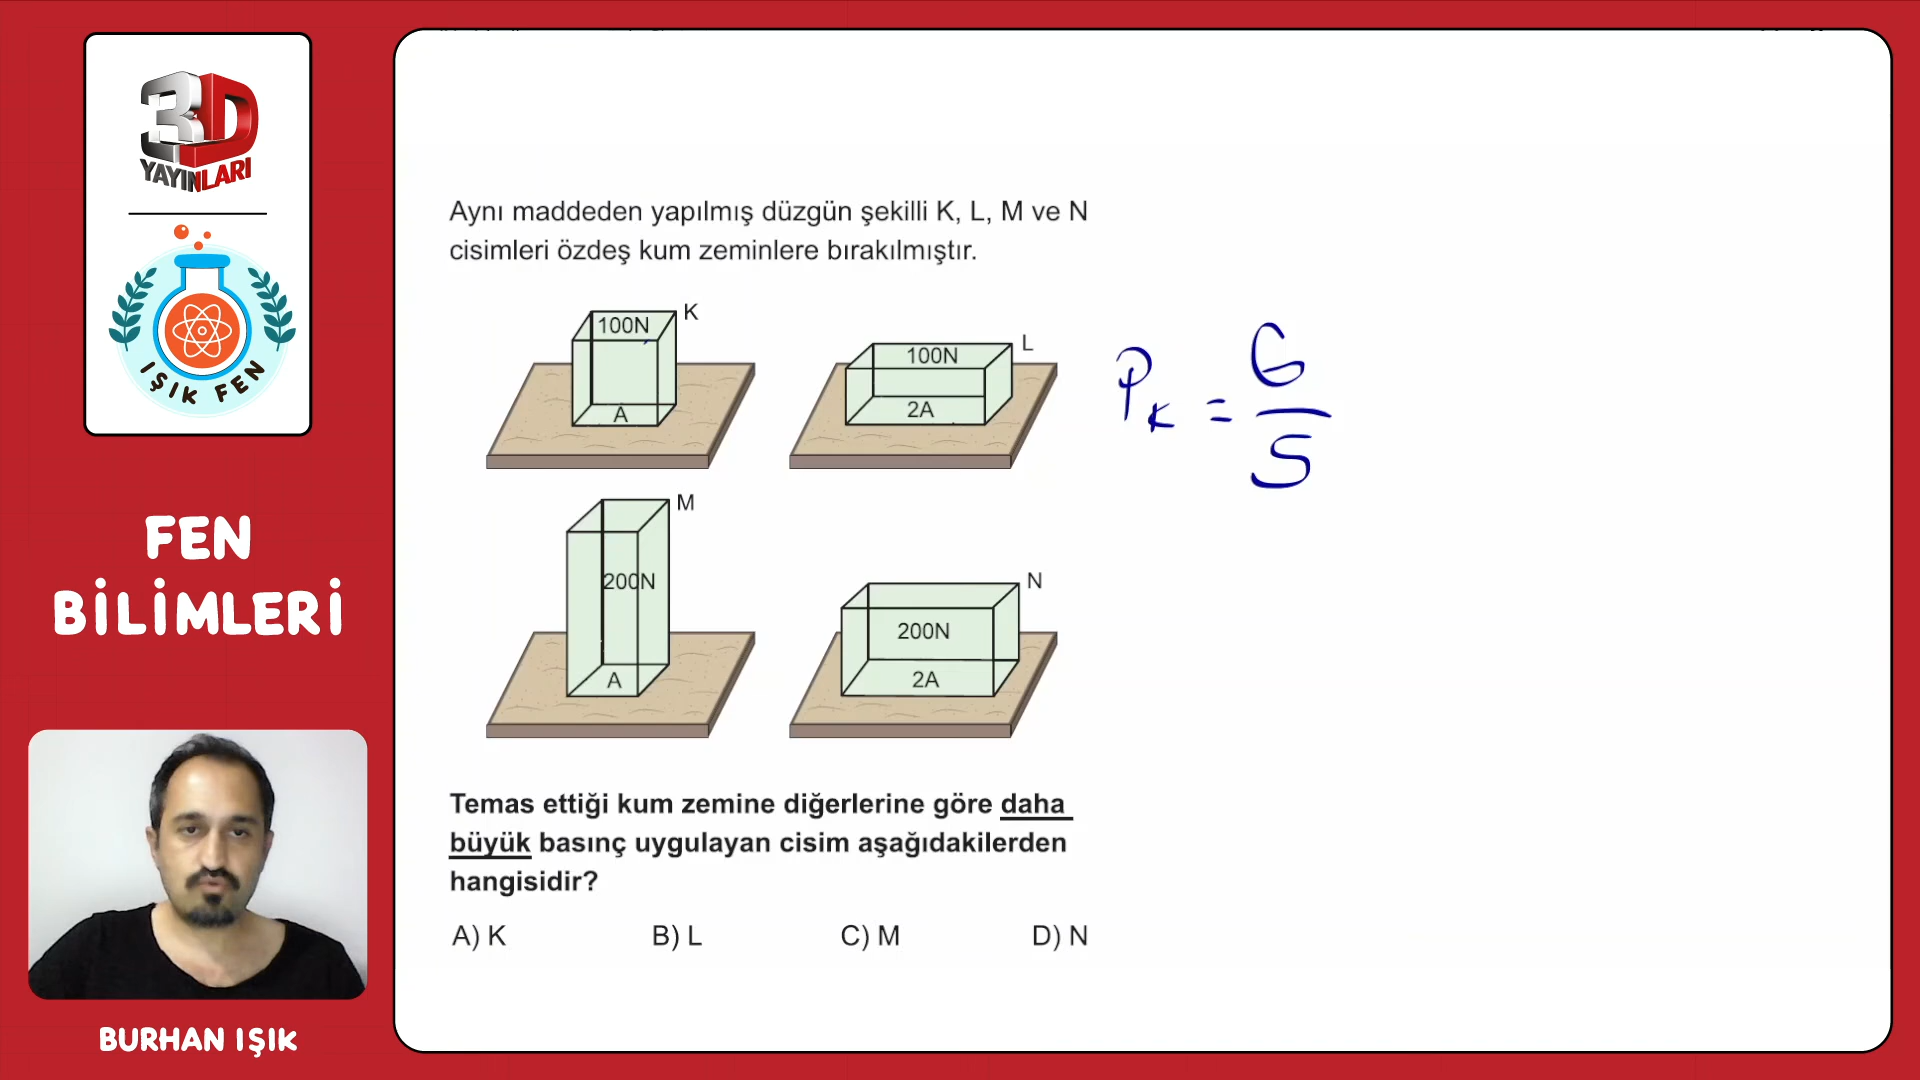 3D
YAYINLARI
IŞIK FEN
FEN
BİLİMLERİ
BURHAN IŞIK
Aynı maddeden yapılmış düzgün şekilli K, L, M ve N
cisimleri özdeş kum zeminlere bırakılmıştır.
100N
K
A
100N
L
2A
M
200N
A
N
200N
2A
P_K = G/S
Temas ettiği kum zemine diğerlerine göre daha
büyük basınç uygulayan cisim aşağıdakilerden
hangisidir?
A) K B) L C) M D) N